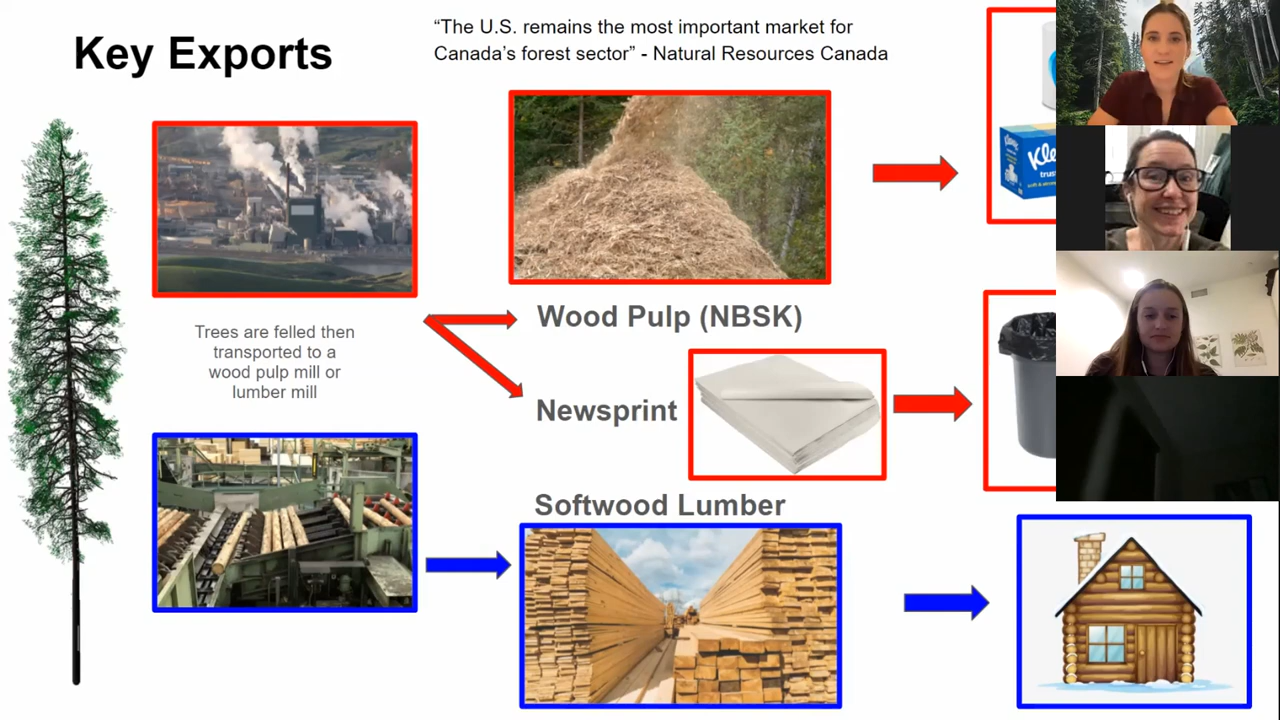 Key Exports
“The U.S. remains the most important market for
Canada’s forest sector” - Natural Resources Canada
Trees are felled then
transported to a
wood pulp mill or
lumber mill
Wood Pulp (NBSK)
Newsprint
Softwood Lumber
Kle